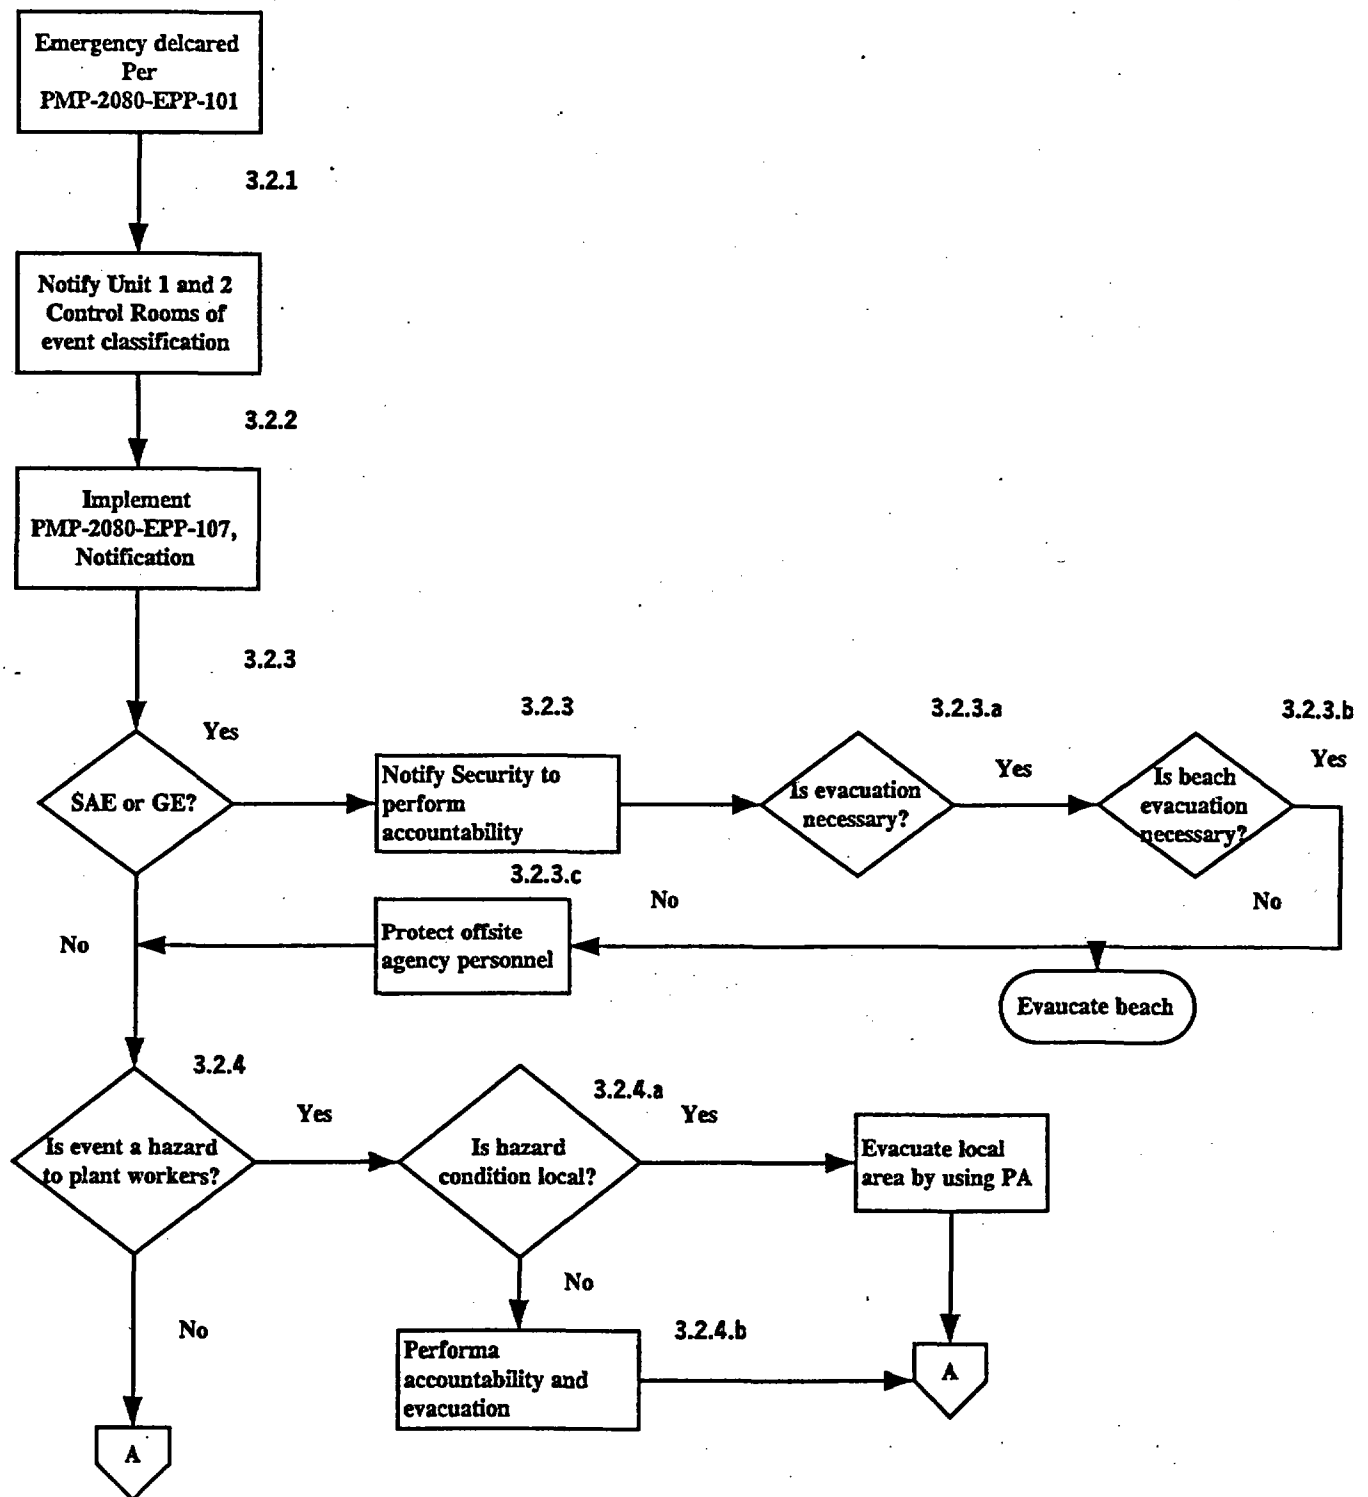 Emergency delcared
Per
PMP-2080-EPP-101
3.2.1
Notify Unit 1 and 2
Control Rooms of
event classification
3.2.2
Implement
PMP-2080-EPP-107,
Notification
3.2.3
Yes
SAE or GE?
3.2.3
Notify Security to
perform
accountability
3.2.3.a
Is evacuation
necessary?
Yes
3.2.3.b
Is beach
evacuation
necessary?
Yes
No
No
3.2.3.c
Protect offsite
agency personnel
No
Evaucate beach
3.2.4
Is event a hazard
to plant workers?
Yes
3.2.4.a
Is hazard
condition local?
Yes
Evacuate local
area by using PA
No
3.2.4.b
Performa
accountability and
evacuation
A
No
A